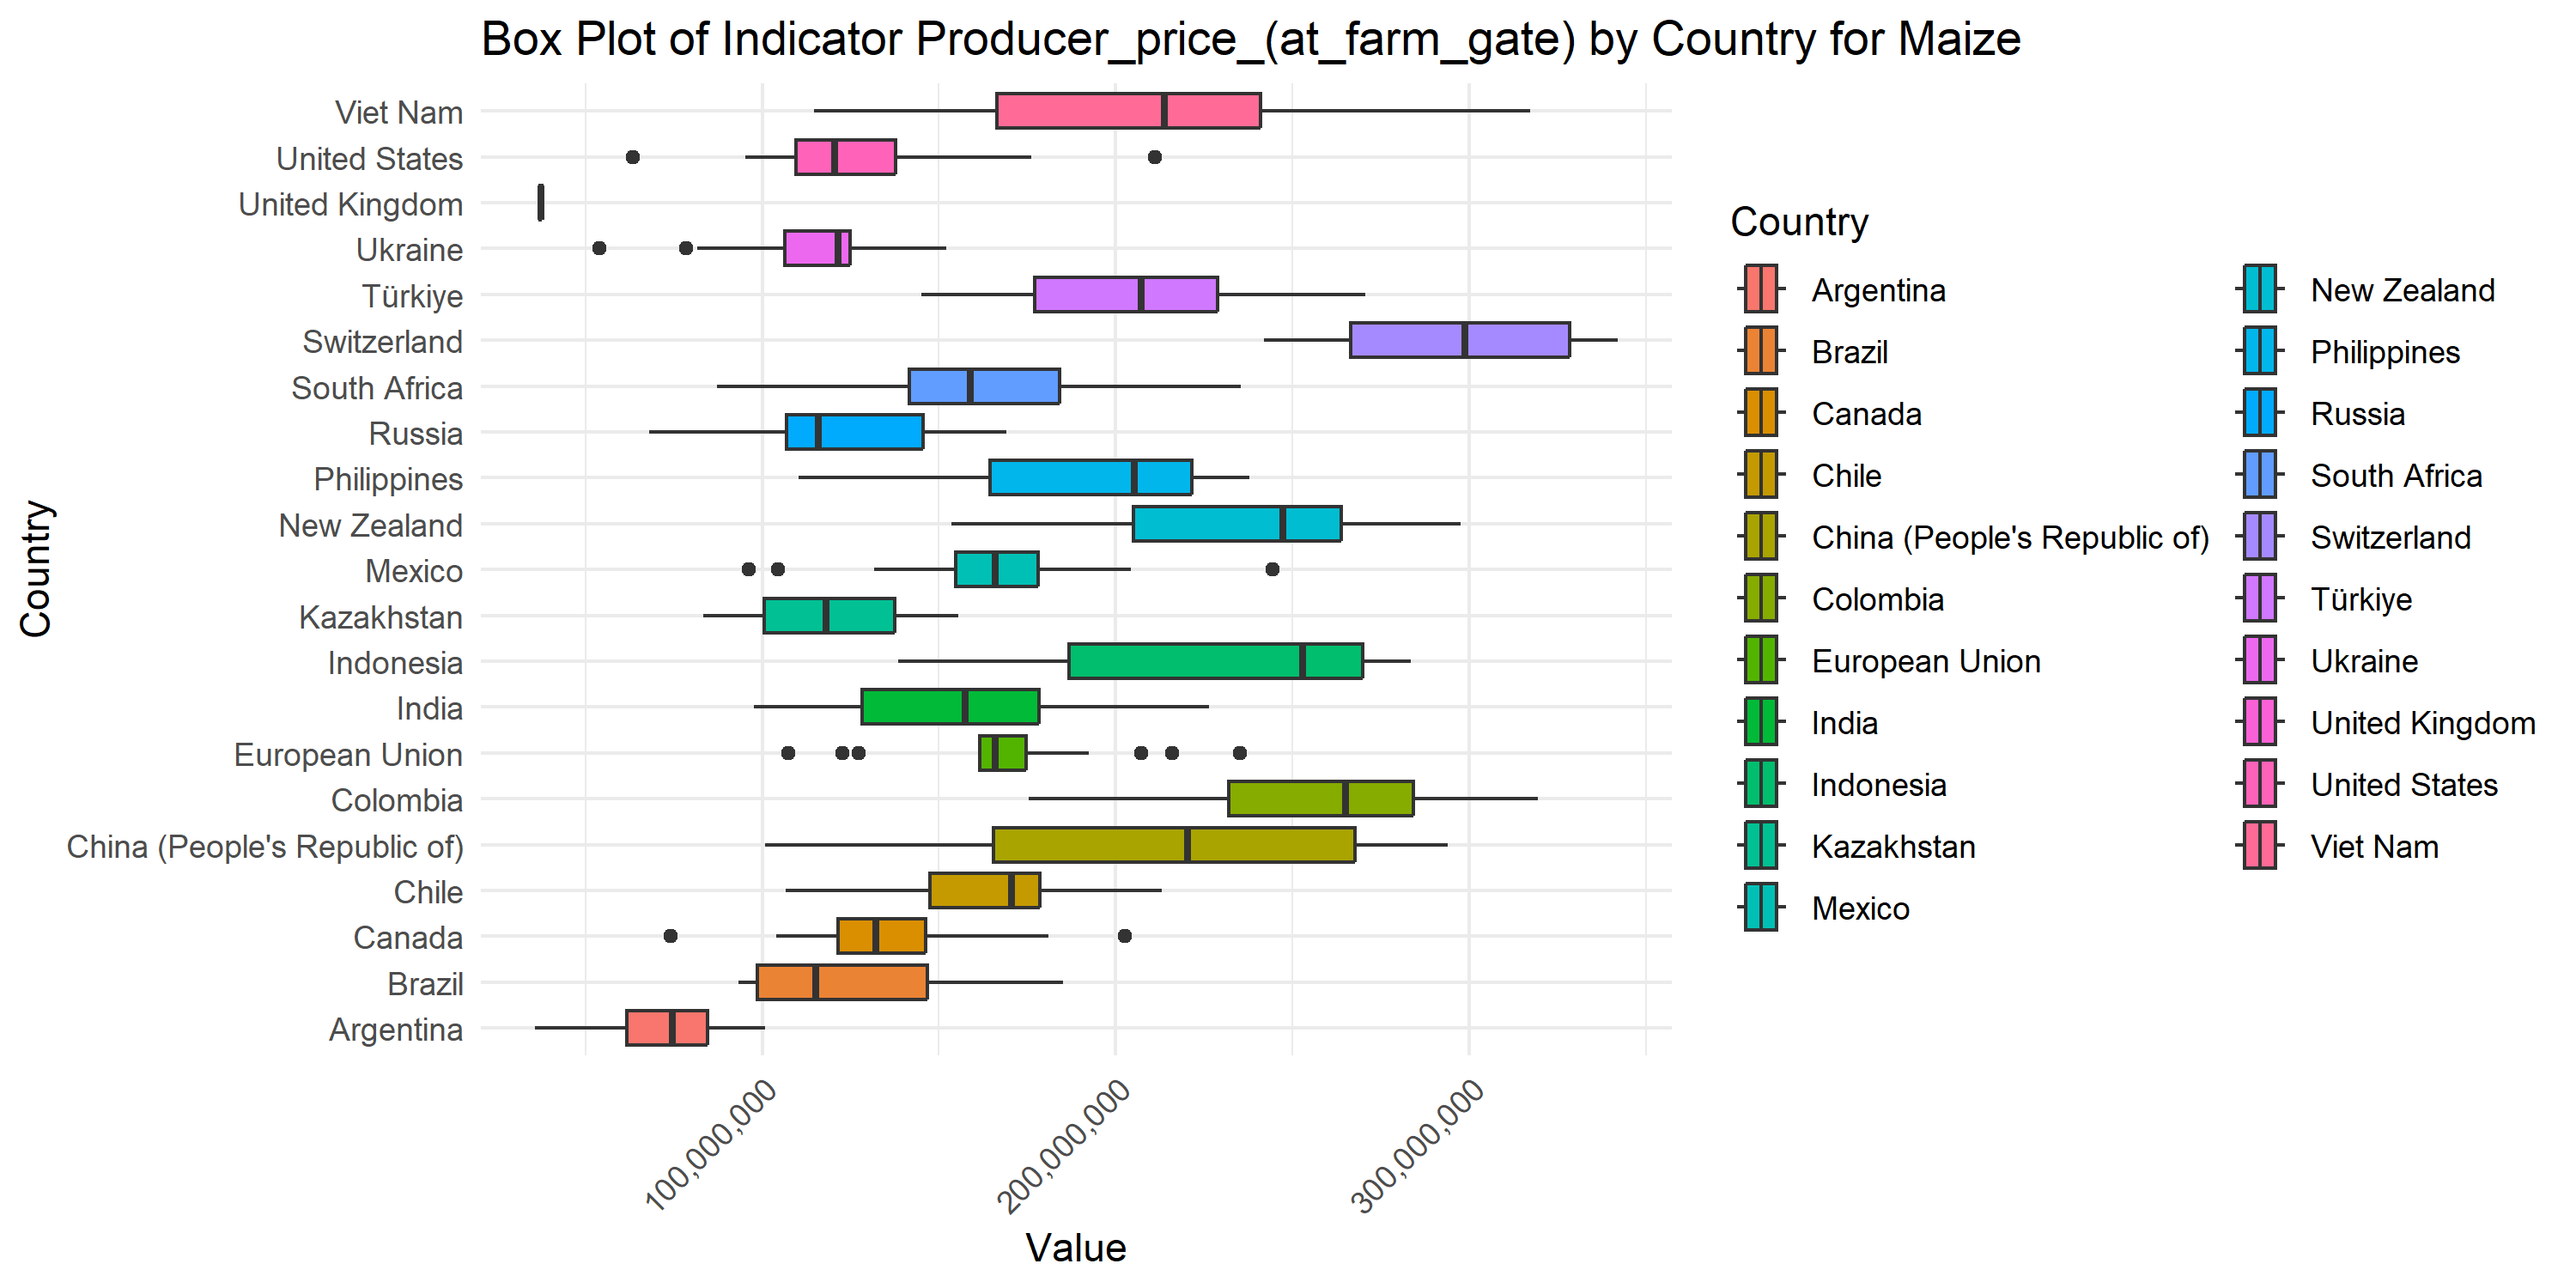 Box Plot of Indicator Producer_price_(at_farm_gate) by Country for Maize
Country
Viet Nam
United States
United Kingdom
Ukraine
Türkiye
Switzerland
South Africa
Russia
Philippines
New Zealand
Mexico
Kazakhstan
Indonesia
India
European Union
Colombia
China (People's Republic of)
Chile
Canada
Brazil
Argentina
100,000,000
200,000,000
300,000,000
Value
Country
Argentina
Brazil
Canada
Chile
China (People's Republic of)
Colombia
European Union
India
Indonesia
Kazakhstan
Mexico
New Zealand
Philippines
Russia
South Africa
Switzerland
Türkiye
Ukraine
United Kingdom
United States
Viet Nam